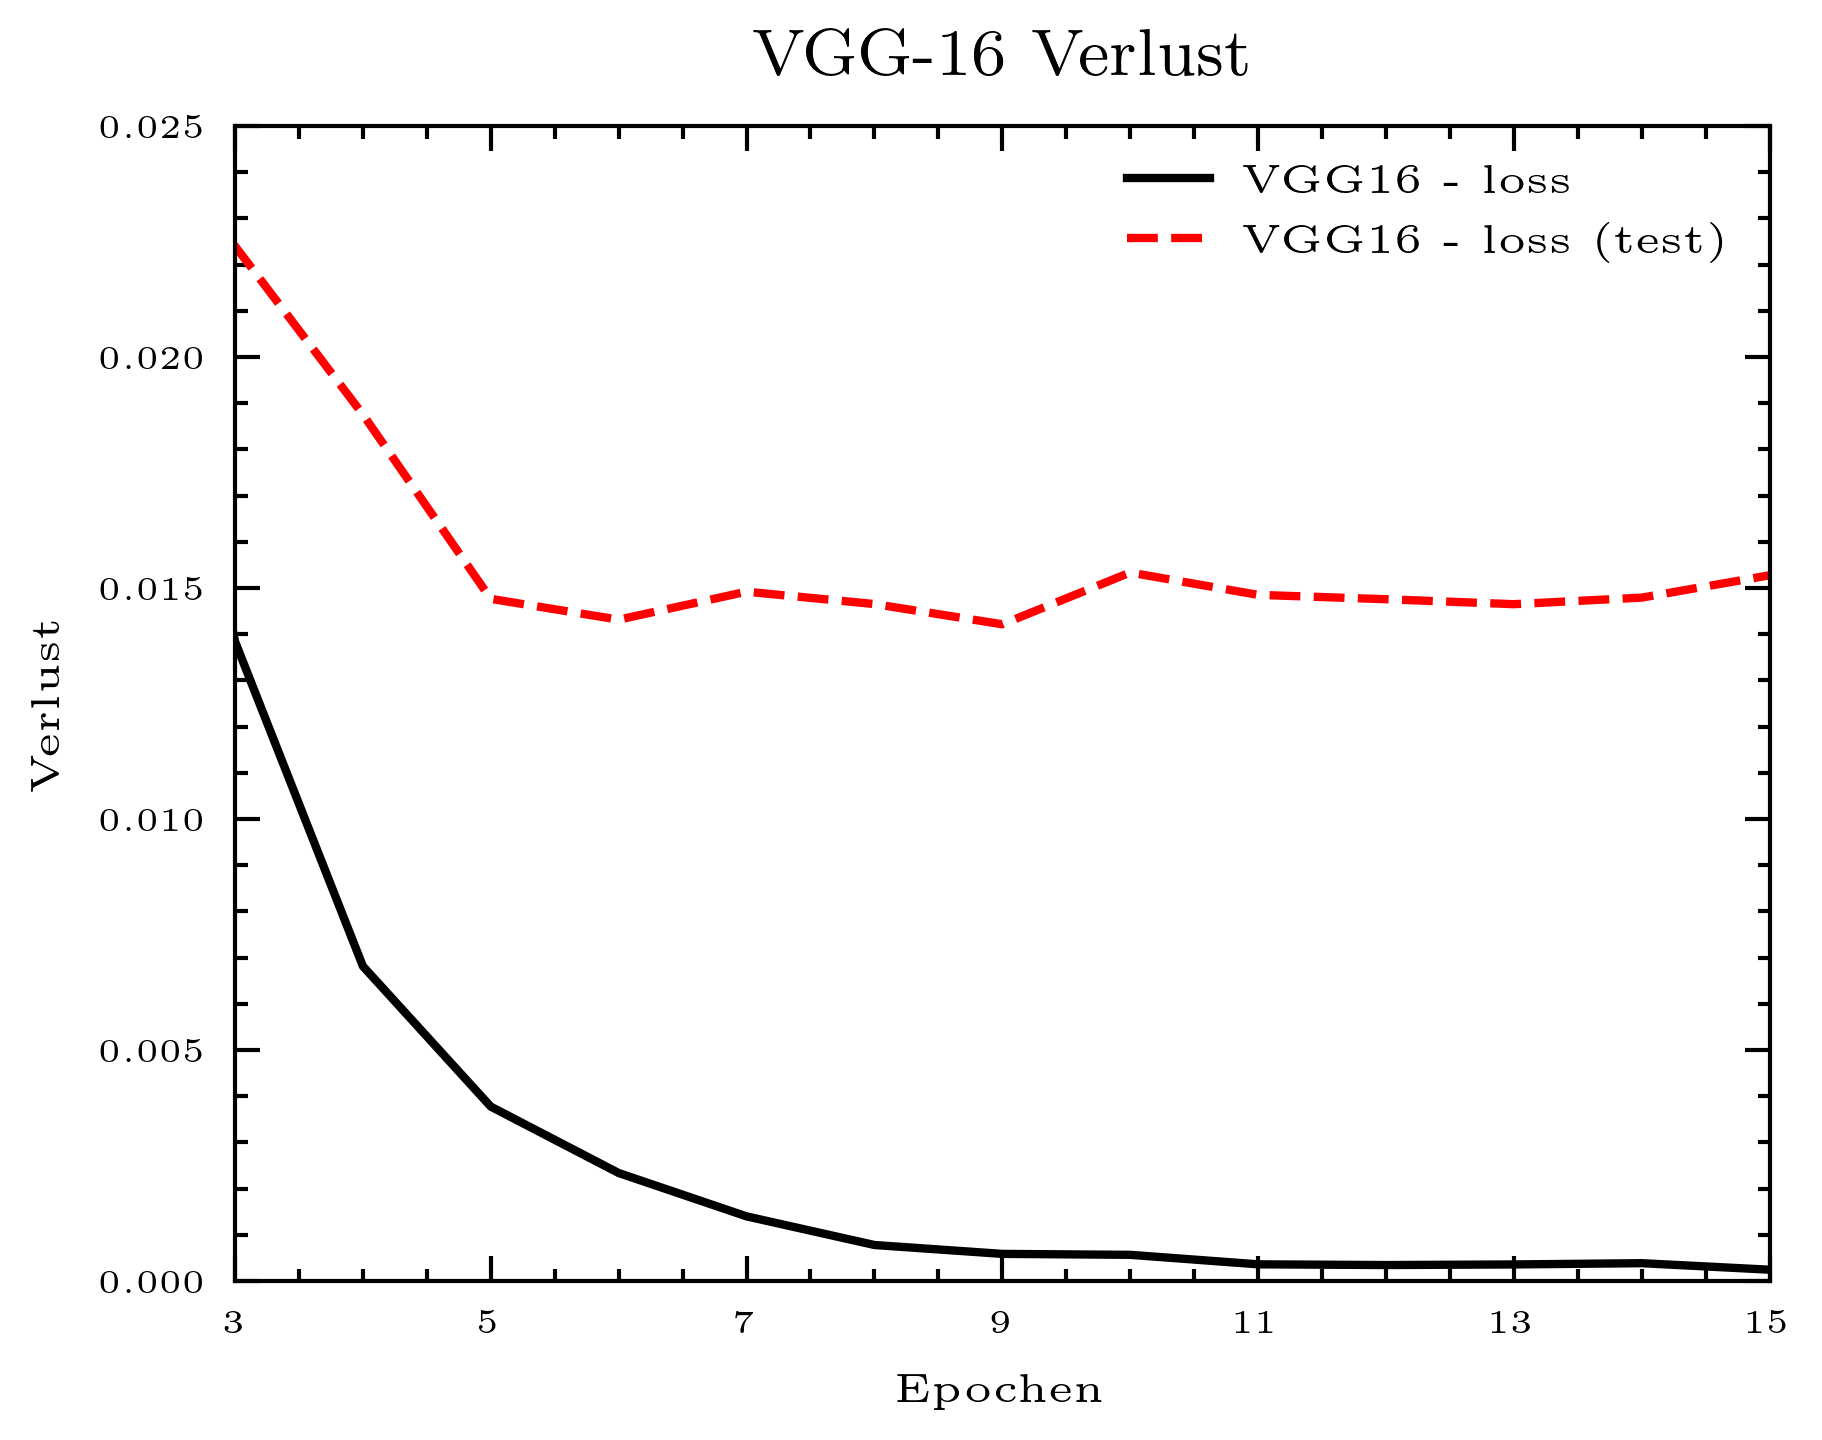 VGG-16 Verlust
0.025
0.020
0.015
0.010
0.005
0.000
Verlust
VGG16 - loss
VGG16 - loss (test)
3 5 7 9 11 13 15
Epochen